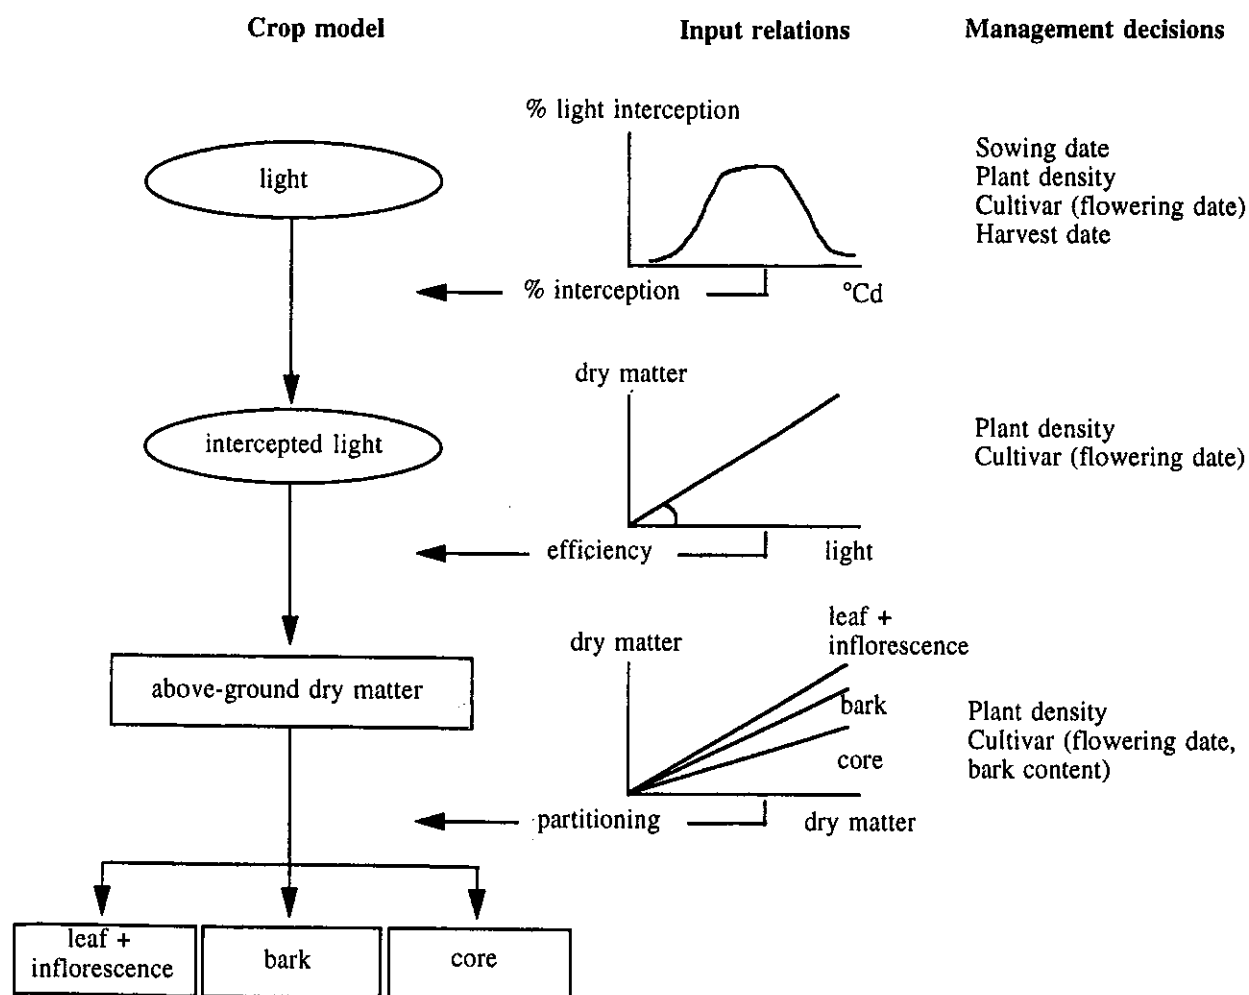 Crop model
Input relations
Management decisions
% light interception
light
Sowing date
Plant density
Cultivar (flowering date)
Harvest date
% interception
°Cd
dry matter
intercepted light
Plant density
Cultivar (flowering date)
efficiency
light
leaf +
inflorescence
dry matter
above-ground dry matter
bark
core
Plant density
Cultivar (flowering date,
bark content)
partitioning
dry matter
leaf +
inflorescence
bark
core